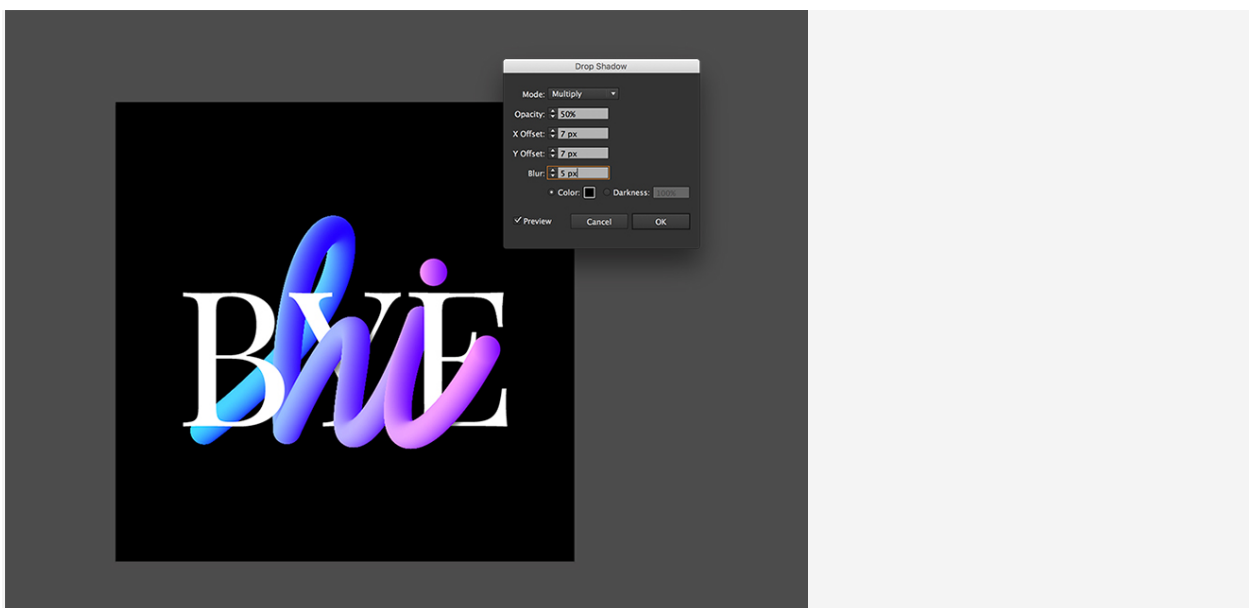 Drop Shadow
Mode: Multiply
Opacity: 50%
X Offset: 7 px
Y Offset: 7 px
Blur: 5 px
Color: Darkness: 100%
Preview Cancel OK
BYE
hi